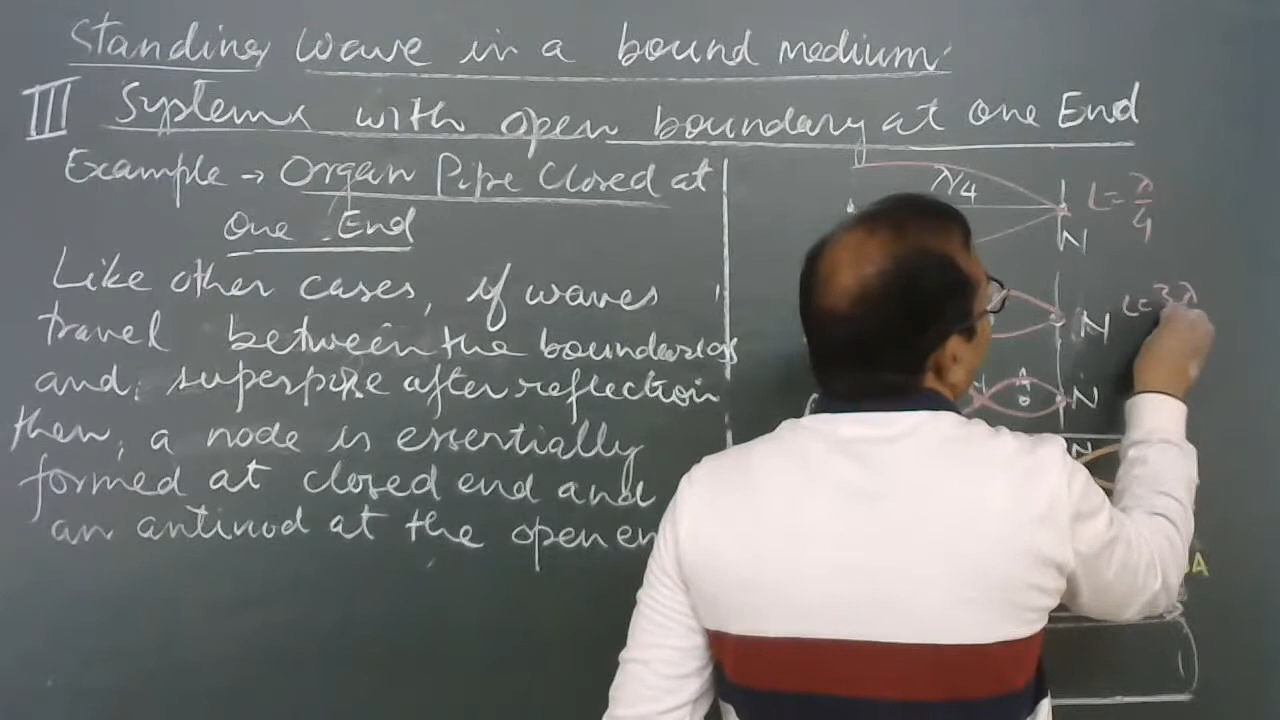 Standing wave in a bound medium.
III Systems with open boundary at one End
Example → Organ Pipe Closed at
One End
Like other cases, if waves
travel between the boundaries
and, superpose after reflection
then, a node is essentially
formed at closed end and
an antinod at the open en
λ/4
L = λ/4
N
N
L = 3λ
N
A
N
N
A